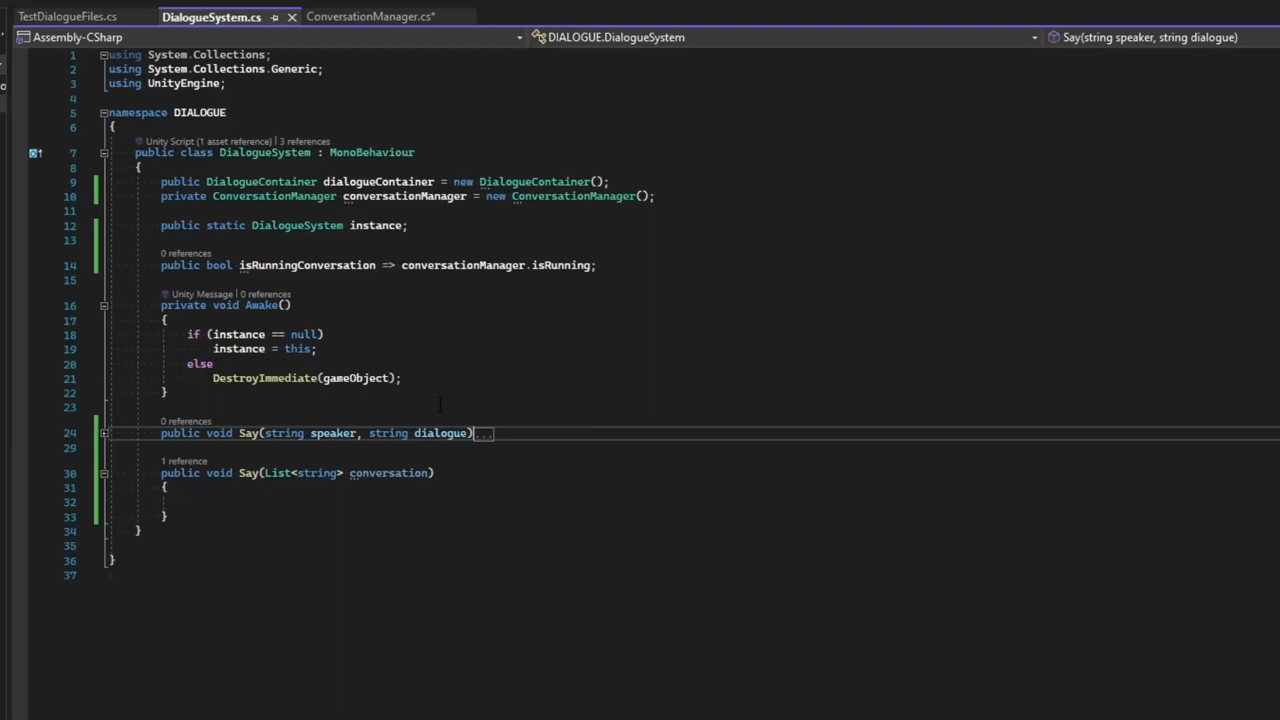 TestDialogueFiles.cs DialogueSystem.cs ConversationManager.cs*
Assembly-CSharp DIALOGUE.DialogueSystem Say(string speaker, string dialogue)
1 using System.Collections;
2 using System.Collections.Generic;
3 using UnityEngine;
4
5 namespace DIALOGUE
6 {
Unity Script (1 asset reference) | 3 references
7 public class DialogueSystem : MonoBehaviour
8 {
9 public DialogueContainer dialogueContainer = new DialogueContainer();
10 private ConversationManager conversationManager = new ConversationManager();
11
12 public static DialogueSystem instance;
13
0 references
14 public bool isRunningConversation => conversationManager.isRunning;
15
Unity Message | 0 references
16 private void Awake()
17 {
18 if (instance == null)
19 instance = this;
20 else
21 DestroyImmediate(gameObject);
22 }
23
0 references
24 public void Say(string speaker, string dialogue)...
29
1 reference
30 public void Say(List<string> conversation)
31 {
32
33 }
34 }
35
36 }
37